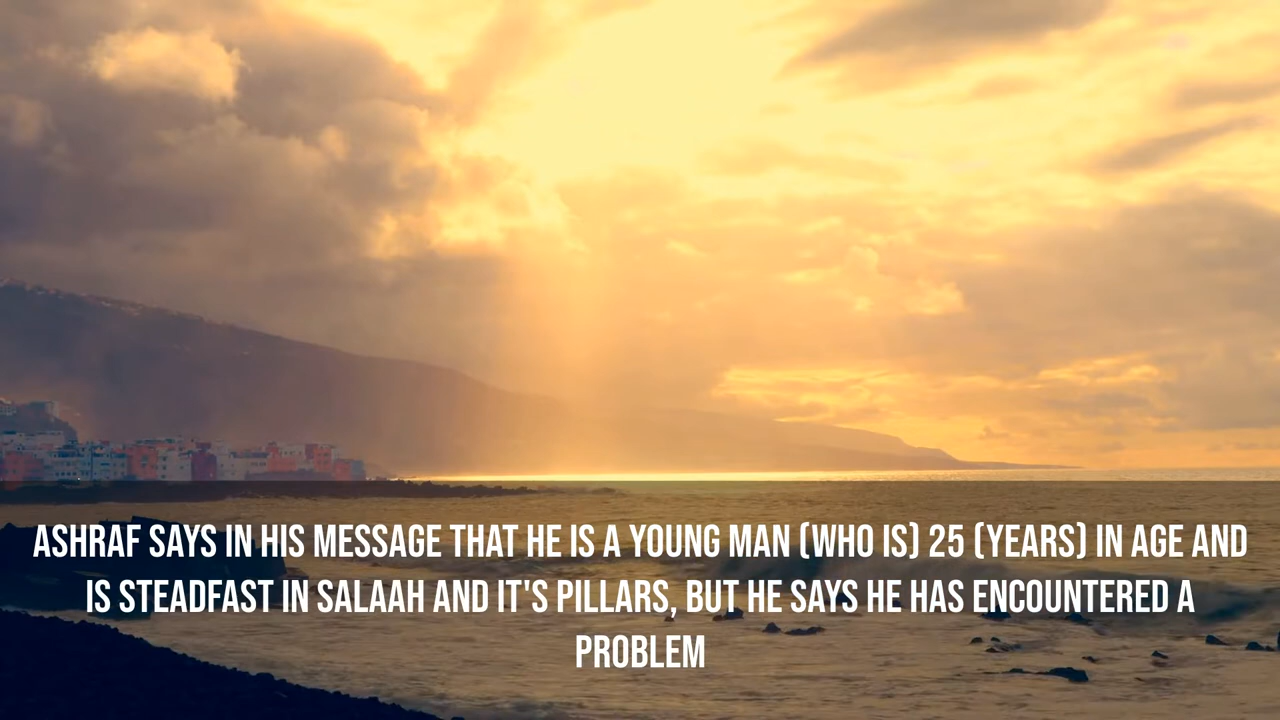 ASHRAF SAYS IN HIS MESSAGE THAT HE IS A YOUNG MAN (WHO IS) 25 (YEARS) IN AGE AND
IS STEADFAST IN SALAAH AND IT'S PILLARS, BUT HE SAYS HE HAS ENCOUNTERED A
PROBLEM